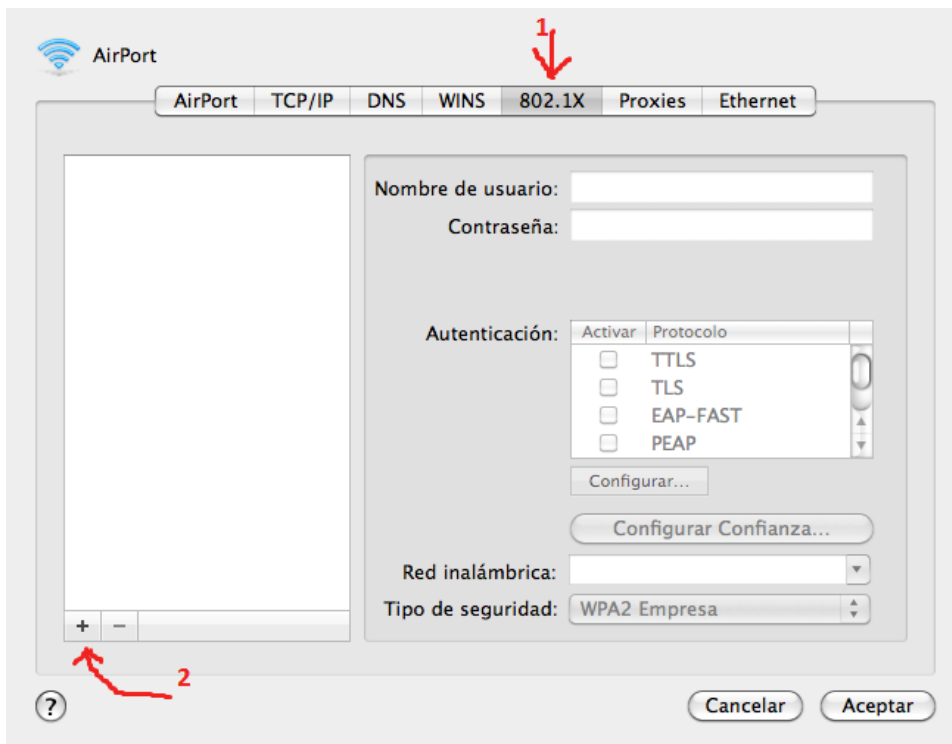 1
AirPort
AirPort TCP/IP DNS WINS 802.1X Proxies Ethernet
Nombre de usuario:
Contraseña:
Autenticación:
Activar Protocolo
TTLS
TLS
EAP-FAST
PEAP
Configurar...
Configurar Confianza...
Red inalámbrica:
Tipo de seguridad: WPA2 Empresa
+ −
2
? Cancelar Aceptar